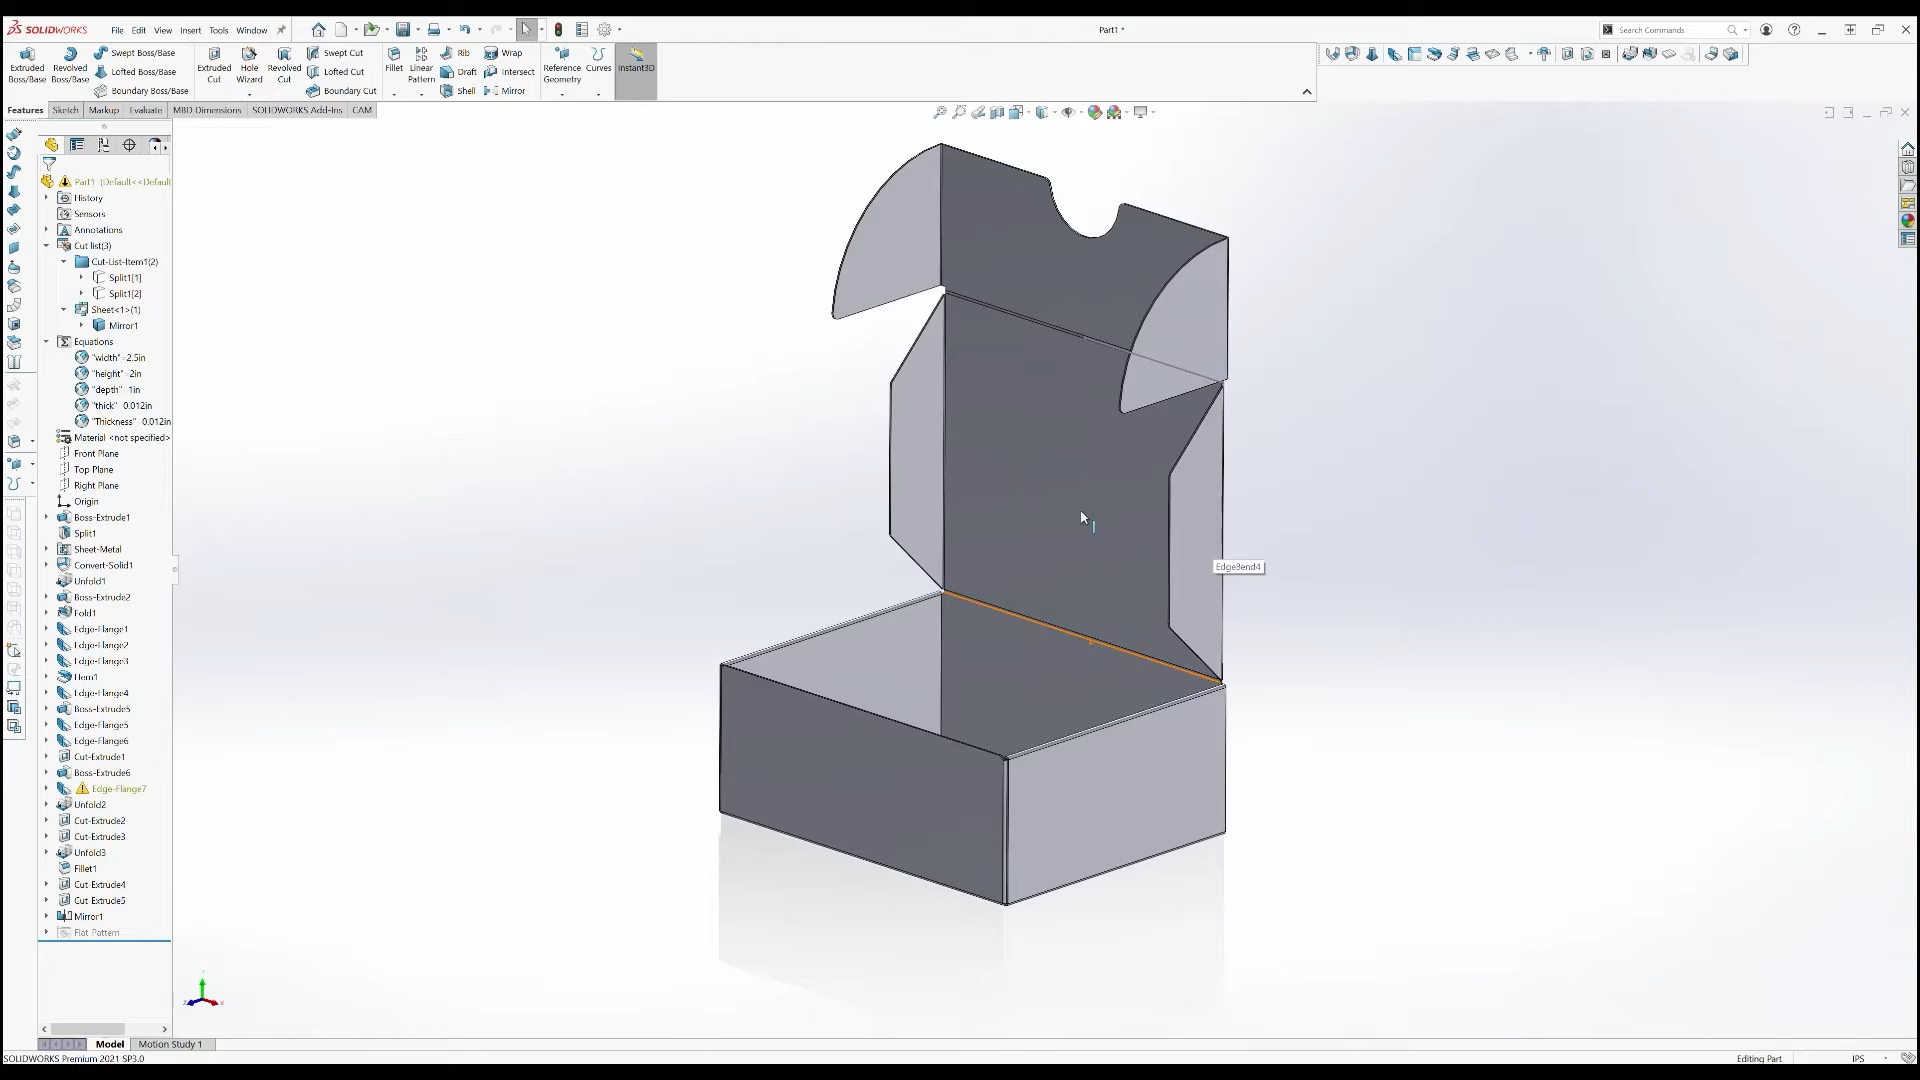 SOLIDWORKS
File Edit View Insert Tools Window
Part1 *
Search Commands
Extruded Boss/Base
Revolved Boss/Base
Swept Boss/Base
Lofted Boss/Base
Boundary Boss/Base
Extruded Cut
Hole Wizard
Revolved Cut
Swept Cut
Lofted Cut
Boundary Cut
Fillet
Linear Pattern
Rib
Draft
Shell
Wrap
Intersect
Mirror
Reference Geometry
Curves
Instant3D
Features Sketch Markup Evaluate MBD Dimensions SOLIDWORKS Add-Ins CAM
Part1 (Default<<Default
History
Sensors
Annotations
Cut list(3)
Cut-List-Item1(2)
Split1[1]
Split1[2]
Sheet<1>(1)
Mirror1
Equations
"width"=2.5in
"height"=2in
"depth" 1in
"thick" 0.012in
"Thickness" 0.012in
Material <not specified>
Front Plane
Top Plane
Right Plane
Origin
Boss-Extrude1
Split1
Sheet-Metal
Convert-Solid1
Unfold1
Boss-Extrude2
Fold1
Edge-Flange1
Edge-Flange2
Edge-Flange3
Hem1
Edge-Flange4
Boss-Extrude5
Edge-Flange5
Edge-Flange6
Cut-Extrude1
Boss-Extrude6
Edge-Flange7
Unfold2
Cut-Extrude2
Cut-Extrude3
Unfold3
Fillet1
Cut-Extrude4
Cut-Extrude5
Mirror1
Flat Pattern
EdgeBend4
Model Motion Study 1
SOLIDWORKS Premium 2021 SP3.0
Editing Part
IPS